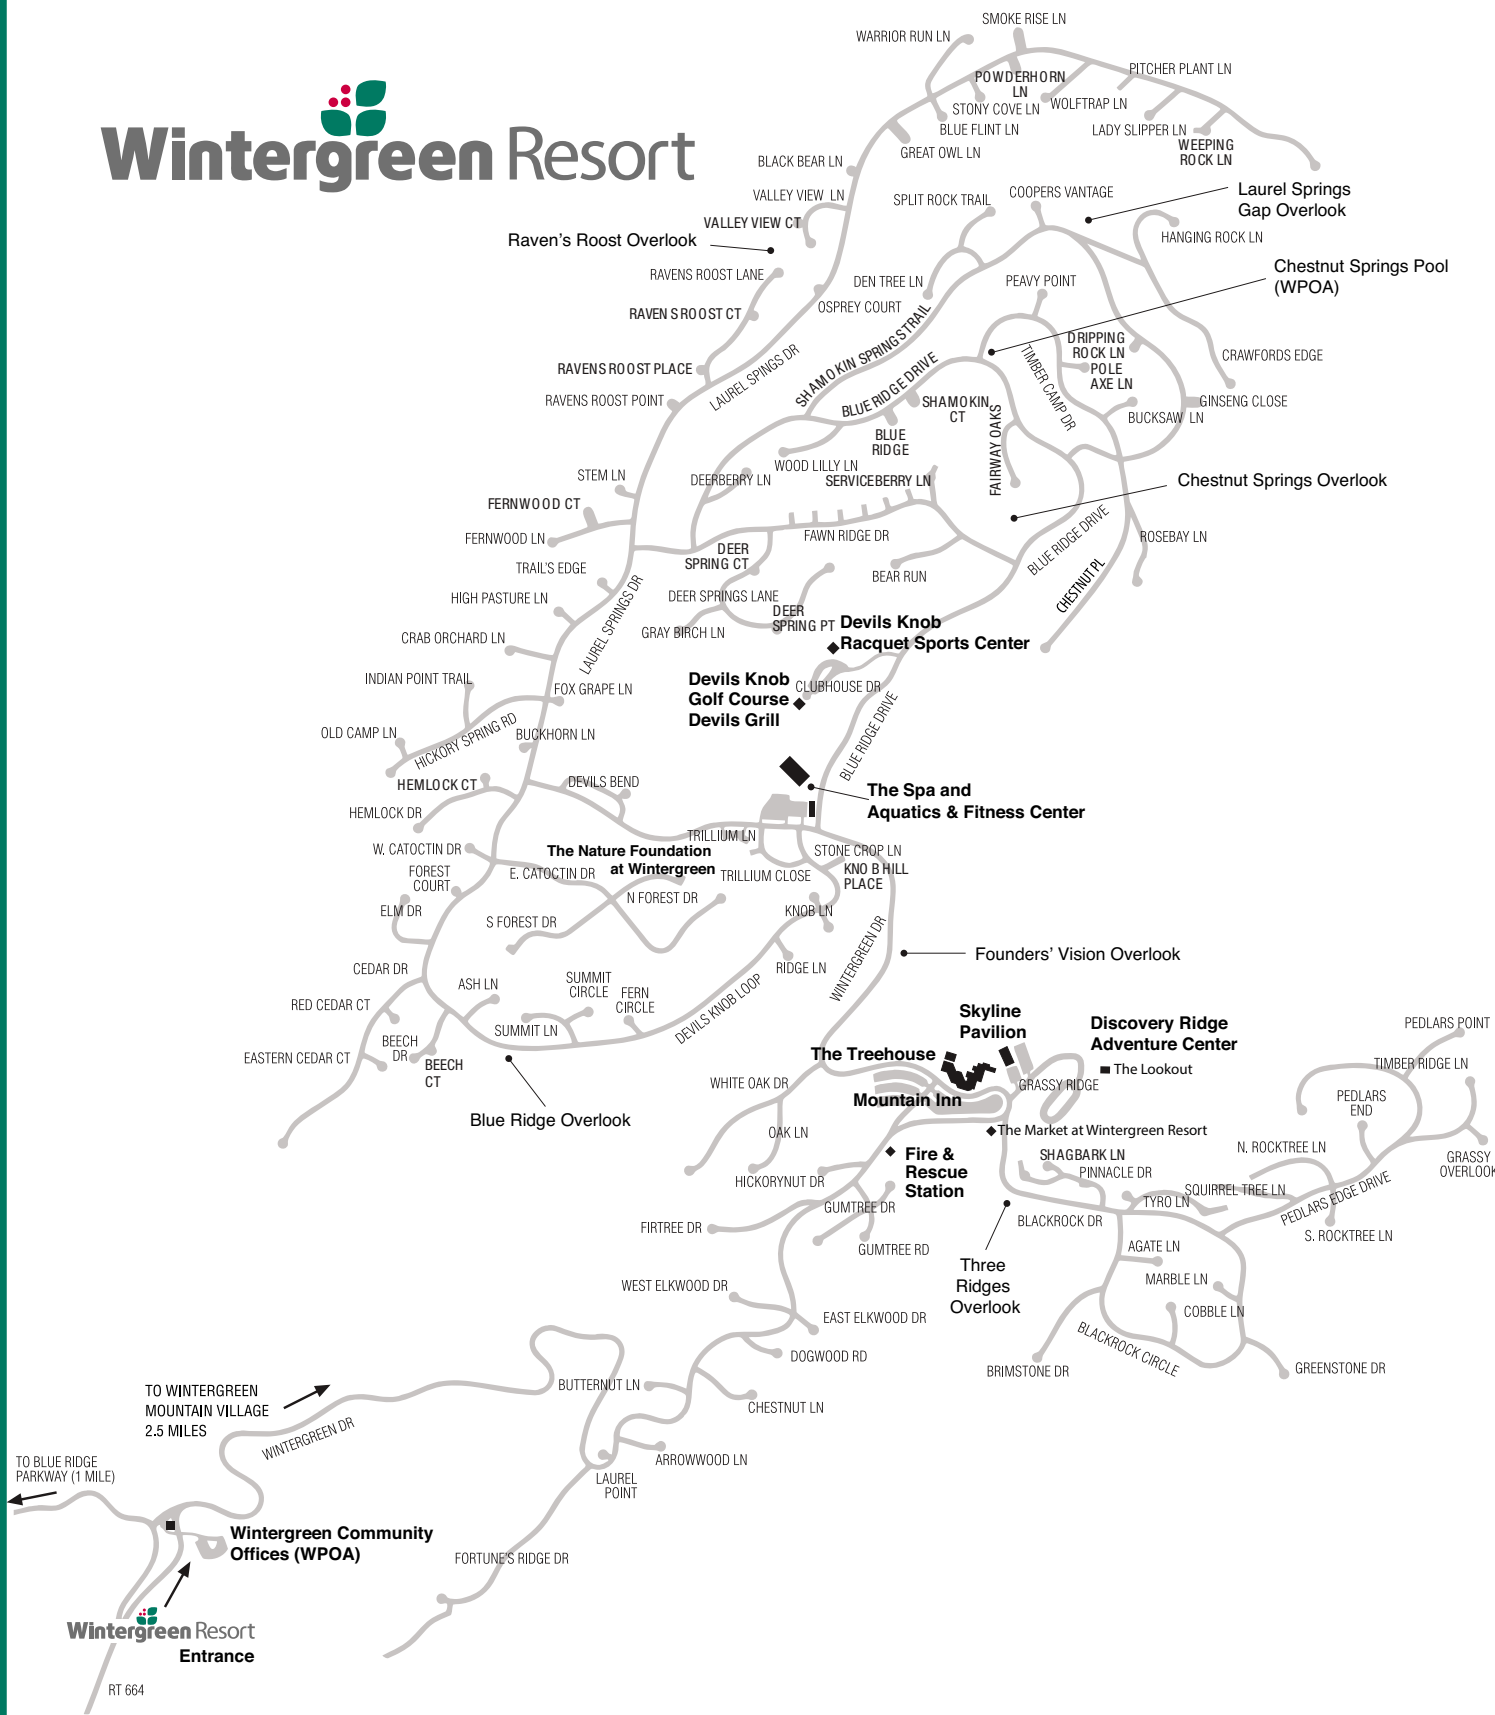 Wintergreen Resort
SMOKE RISE LN
WARRIOR RUN LN
PITCHER PLANT LN
POWDERHORN
LN
STONY COVE LN
WOLFTRAP LN
BLUE FLINT LN
LADY SLIPPER LN
GREAT OWL LN
WEEPING
ROCK LN
BLACK BEAR LN
VALLEY VIEW LN
VALLEY VIEW CT
SPLIT ROCK TRAIL
COOPERS VANTAGE
Laurel Springs
Gap Overlook
HANGING ROCK LN
Raven's Roost Overlook
RAVENS ROOST LANE
DEN TREE LN
PEAVY POINT
Chestnut Springs Pool
(WPOA)
OSPREY COURT
RAVENS ROOST CT
SHAMOKIN SPRINGS TRAIL
BLUE RIDGE DRIVE
DRIPPING
ROCK LN
POLE
AXE LN
TIMBER CAMP DR
CRAWFORDS EDGE
RAVENS ROOST PLACE
LAUREL SPINGS DR
RAVENS ROOST POINT
SHAMOKIN
CT
BLUE
RIDGE
FAIRWAY OAKS
BUCKSAW LN
GINSENG CLOSE
STEM LN
WOOD LILLY LN
DEERBERRY LN
SERVICEBERRY LN
Chestnut Springs Overlook
FERNWOOD CT
FERNWOOD LN
FAWN RIDGE DR
BLUE RIDGE DRIVE
ROSEBAY LN
DEER
SPRING CT
TRAIL'S EDGE
BEAR RUN
CHESTNUT PL
HIGH PASTURE LN
DEER SPRINGS LANE
LAUREL SPRINGS DR
DEER
SPRING PT
GRAY BIRCH LN
CRAB ORCHARD LN
Devils Knob
Racquet Sports Center
INDIAN POINT TRAIL
FOX GRAPE LN
Devils Knob
Golf Course
Devils Grill
CLUBHOUSE DR
BLUE RIDGE DRIVE
OLD CAMP LN
HICKORY SPRING RD
BUCKHORN LN
HEMLOCK CT
DEVILS BEND
The Spa and
Aquatics & Fitness Center
HEMLOCK DR
TRILLIUM LN
W. CATOCTIN DR
The Nature Foundation
at Wintergreen
STONE CROP LN
KNOB HILL
PLACE
FOREST
COURT
E. CATOCTIN DR
TRILLIUM CLOSE
N FOREST DR
ELM DR
S FOREST DR
KNOB LN
WINTERGREEN DR
Founders' Vision Overlook
CEDAR DR
RIDGE LN
ASH LN
SUMMIT
CIRCLE
FERN
CIRCLE
DEVILS KNOB LOOP
RED CEDAR CT
SUMMIT LN
BEECH
DR
EASTERN CEDAR CT
BEECH
CT
Blue Ridge Overlook
Skyline
Pavilion
Discovery Ridge
Adventure Center
The Lookout
The Treehouse
GRASSY RIDGE
Mountain Inn
PEDLARS POINT
TIMBER RIDGE LN
WHITE OAK DR
PEDLARS
END
OAK LN
The Market at Wintergreen Resort
N. ROCKTREE LN
Fire &
Rescue
Station
SHAGBARK LN
PINNACLE DR
GRASSY
OVERLOOK
HICKORYNUT DR
SQUIRREL TREE LN
PEDLARS EDGE DRIVE
TYRO LN
GUMTREE DR
BLACKROCK DR
FIRTREE DR
S. ROCKTREE LN
GUMTREE RD
AGATE LN
Three
Ridges
Overlook
MARBLE LN
WEST ELKWOOD DR
COBBLE LN
EAST ELKWOOD DR
BLACKROCK CIRCLE
DOGWOOD RD
BRIMSTONE DR
GREENSTONE DR
BUTTERNUT LN
TO WINTERGREEN
MOUNTAIN VILLAGE
2.5 MILES
CHESTNUT LN
WINTERGREEN DR
TO BLUE RIDGE
PARKWAY (1 MILE)
ARROWWOOD LN
LAUREL
POINT
Wintergreen Community
Offices (WPOA)
FORTUNE'S RIDGE DR
Wintergreen Resort
Entrance
RT 664